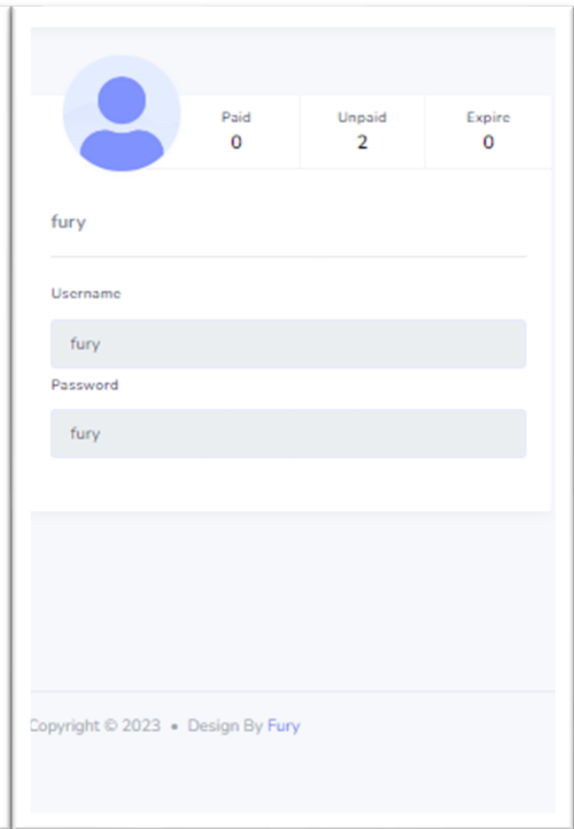 Paid Unpaid Expire
0 2 0
fury
Username
fury
Password
fury
Copyright © 2023 • Design By Fury